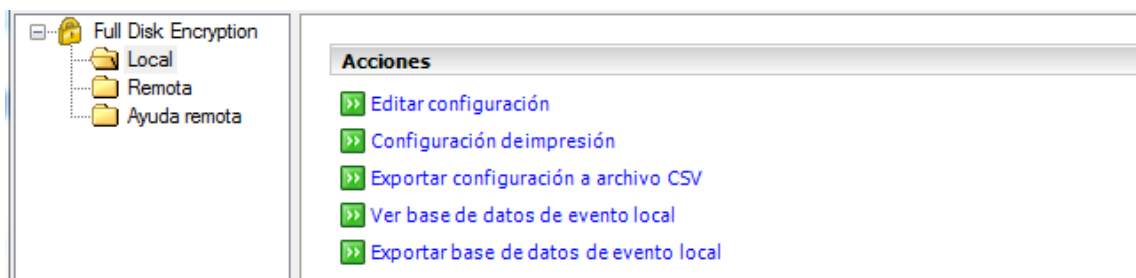 Full Disk Encryption
Local
Remota
Ayuda remota
Acciones
Editar configuración
Configuración deimpresión
Exportar configuración a archivo CSV
Ver base de datos de evento local
Exportar base de datos de evento local